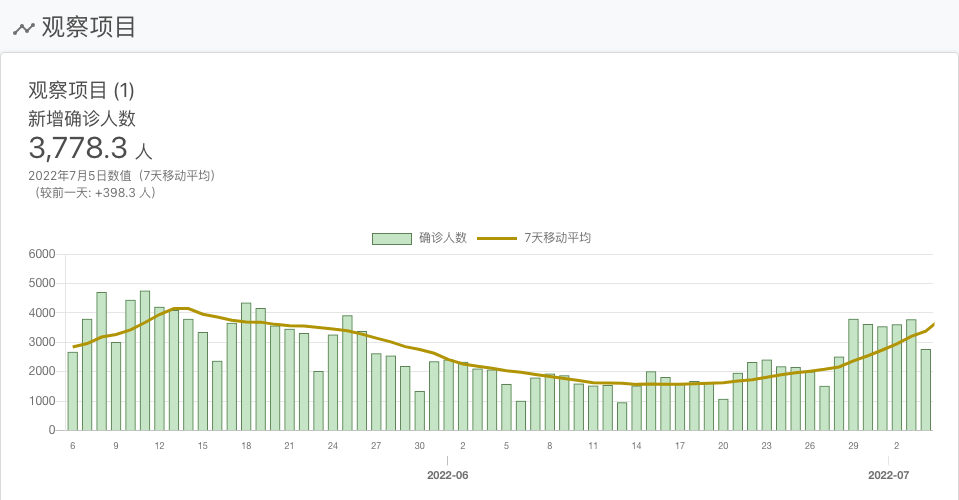 观察项目
观察项目 (1)
新增确诊人数
3,778.3 人
2022年7月5日数值（7天移动平均）
（较前一天: +398.3 人）
确诊人数 7天移动平均
6000
5000
4000
3000
2000
1000
0
6 9 12 15 18 21 24 27 30 2 5 8 11 14 17 20 23 26 29 2
2022-06 2022-07